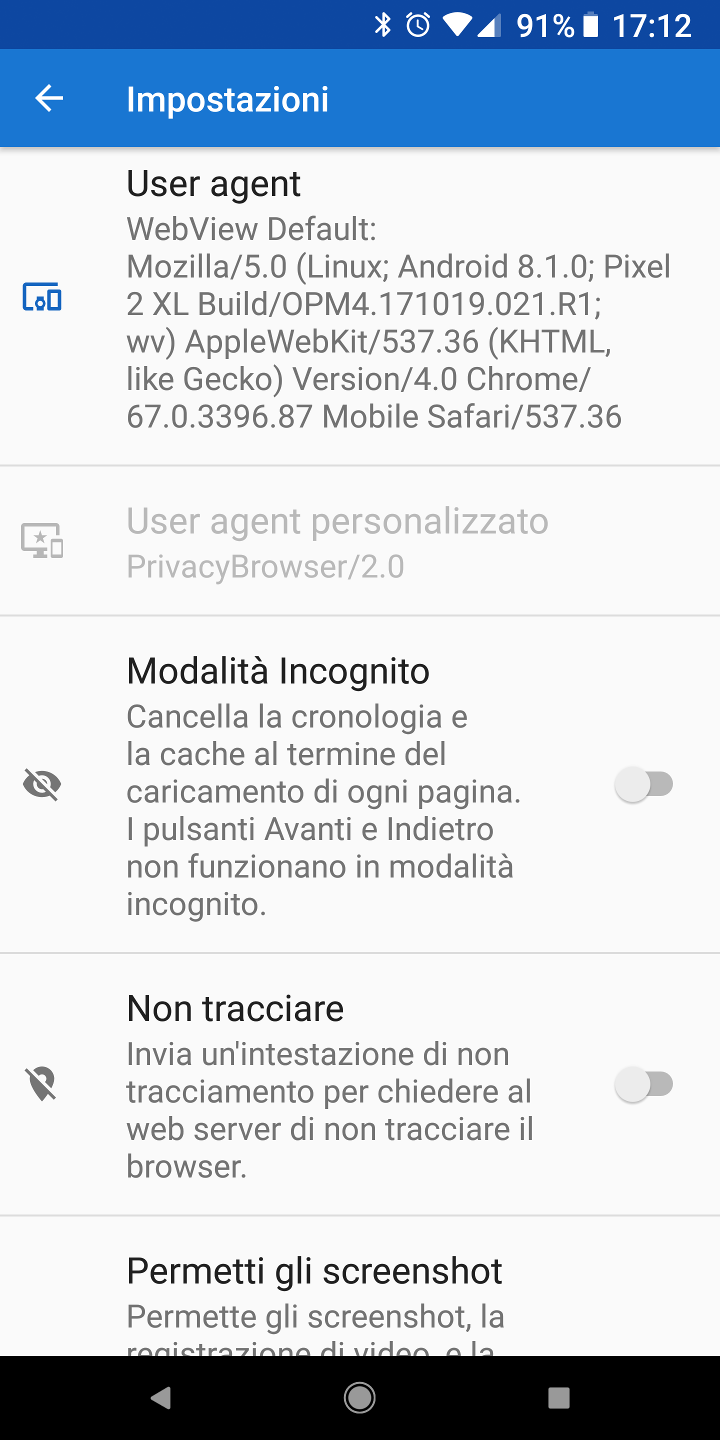 91% 17:12
Impostazioni
User agent
WebView Default:
Mozilla/5.0 (Linux; Android 8.1.0; Pixel
2 XL Build/OPM4.171019.021.R1;
wv) AppleWebKit/537.36 (KHTML,
like Gecko) Version/4.0 Chrome/
67.0.3396.87 Mobile Safari/537.36
User agent personalizzato
PrivacyBrowser/2.0
Modalità Incognito
Cancella la cronologia e
la cache al termine del
caricamento di ogni pagina.
I pulsanti Avanti e Indietro
non funzionano in modalità
incognito.
Non tracciare
Invia un'intestazione di non
tracciamento per chiedere al
web server di non tracciare il
browser.
Permetti gli screenshot
Permette gli screenshot, la
registrazione di video, e la